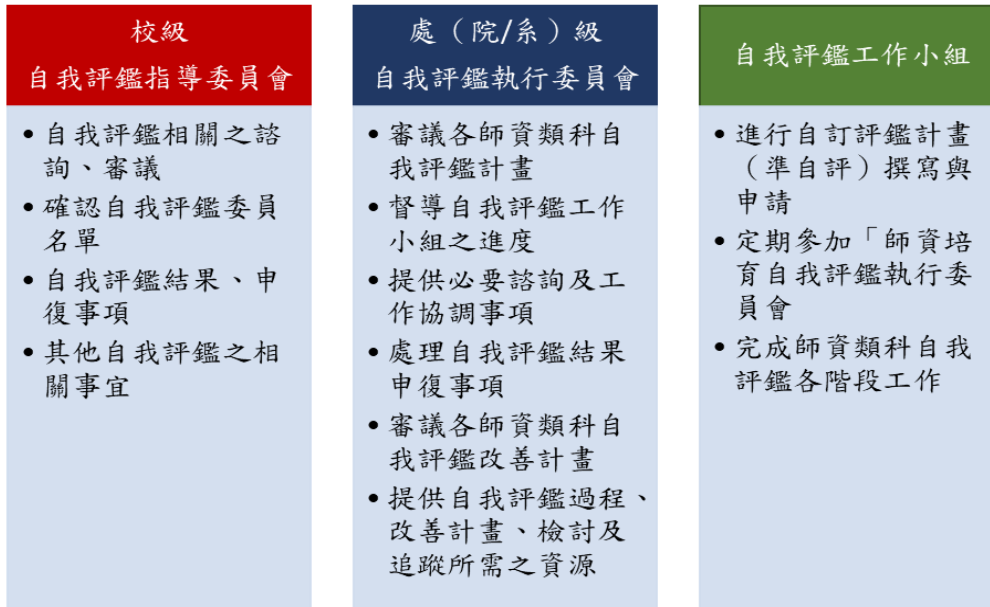 校級
自我評鑑指導委員會
• 自我評鑑相關之諮
詢、審議
• 確認自我評鑑委員
名單
• 自我評鑑結果、申
復事項
• 其他自我評鑑之相
關事宜
處（院/系）級
自我評鑑執行委員會
• 審議各師資類科自
我評鑑計畫
• 督導自我評鑑工作
小組之進度
• 提供必要諮詢及工
作協調事項
• 處理自我評鑑結果
申復事項
• 審議各師資類科自
我評鑑改善計畫
• 提供自我評鑑過程、
改善計畫、檢討及
追蹤所需之資源
自我評鑑工作小組
• 進行自訂評鑑計畫
（準自評）撰寫與
申請
• 定期參加「師資培
育自我評鑑執行委
員會
• 完成師資類科自我
評鑑各階段工作